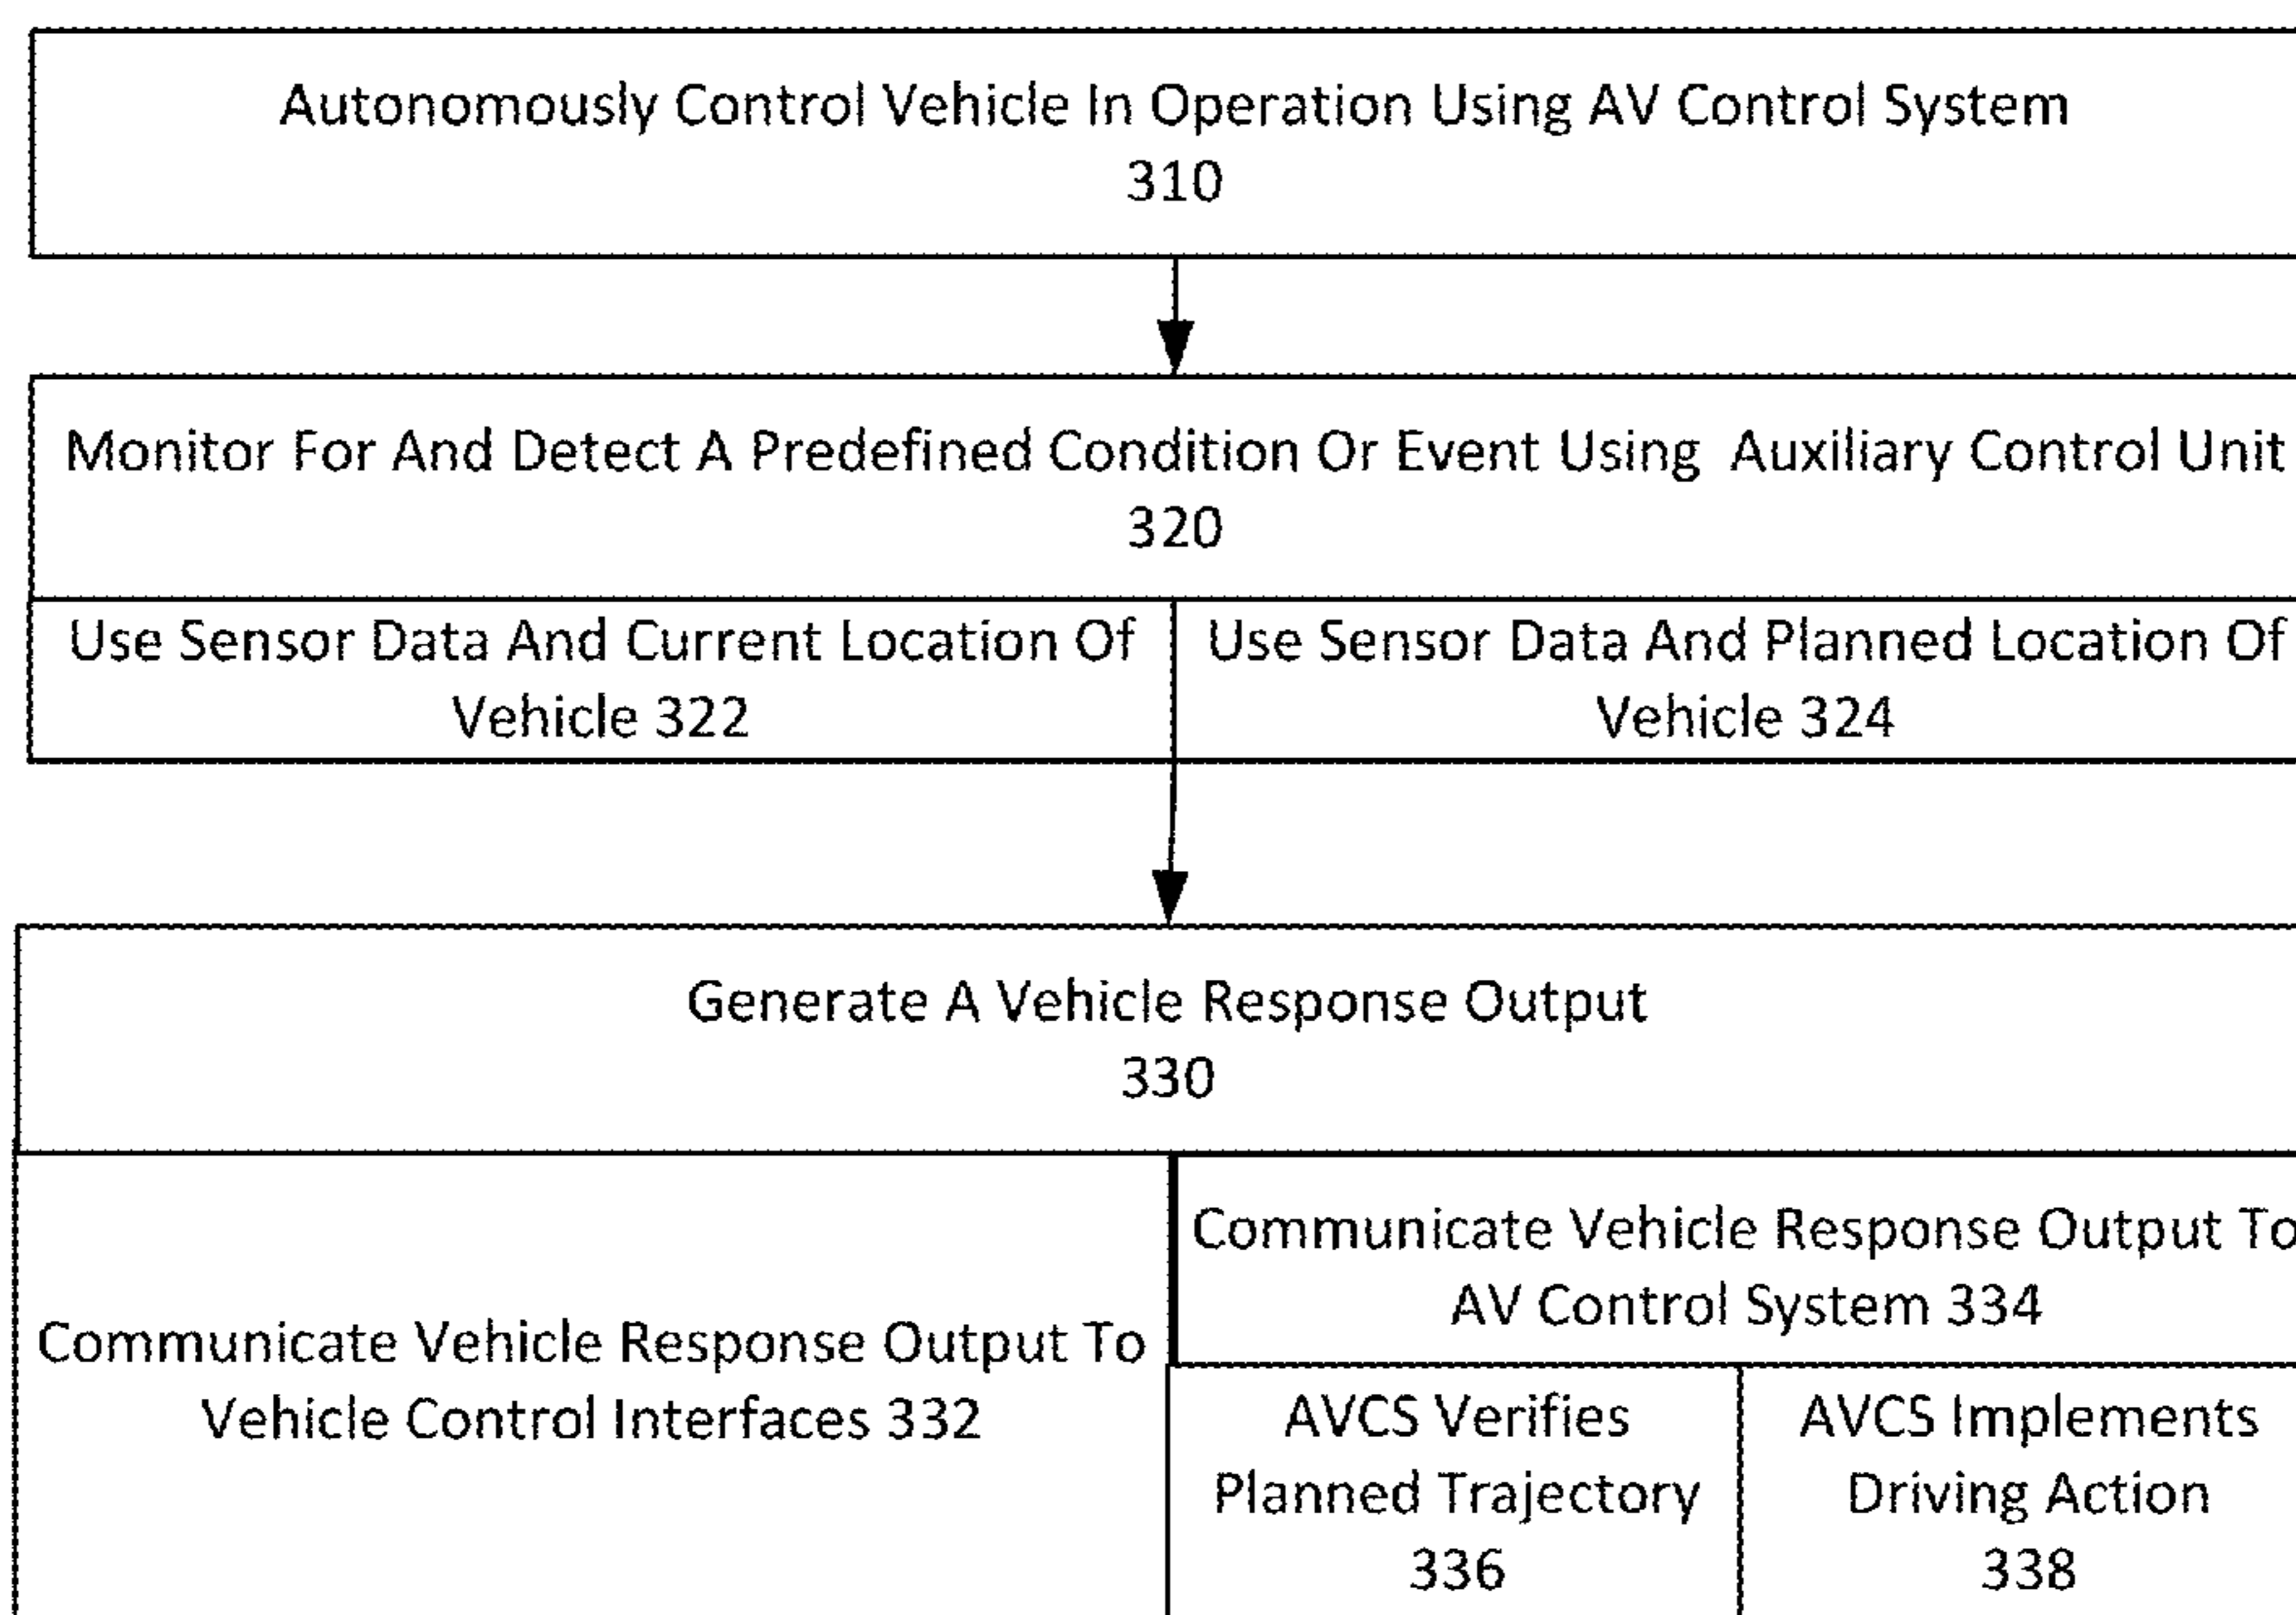 Autonomously Control Vehicle In Operation Using AV Control System
310
Monitor For And Detect A Predefined Condition Or Event Using Auxiliary Control Unit
320
Use Sensor Data And Current Location Of
Vehicle 322
Use Sensor Data And Planned Location Of
Vehicle 324
Generate A Vehicle Response Output
330
Communicate Vehicle Response Output To
Vehicle Control Interfaces 332
Communicate Vehicle Response Output To
AV Control System 334
AVCS Verifies
Planned Trajectory
336
AVCS Implements
Driving Action
338